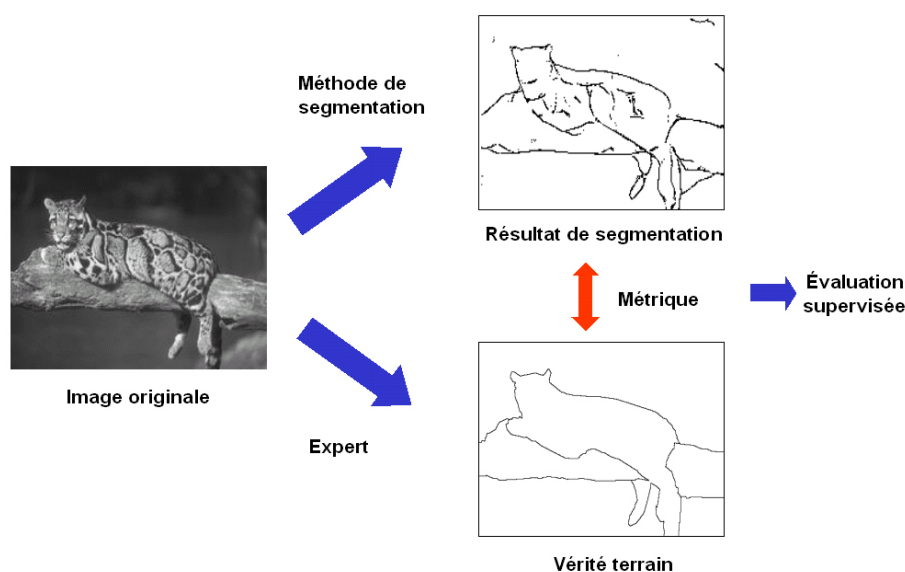 Méthode de
segmentation
Résultat de segmentation
Métrique
Évaluation
supervisée
Image originale
Expert
Vérité terrain